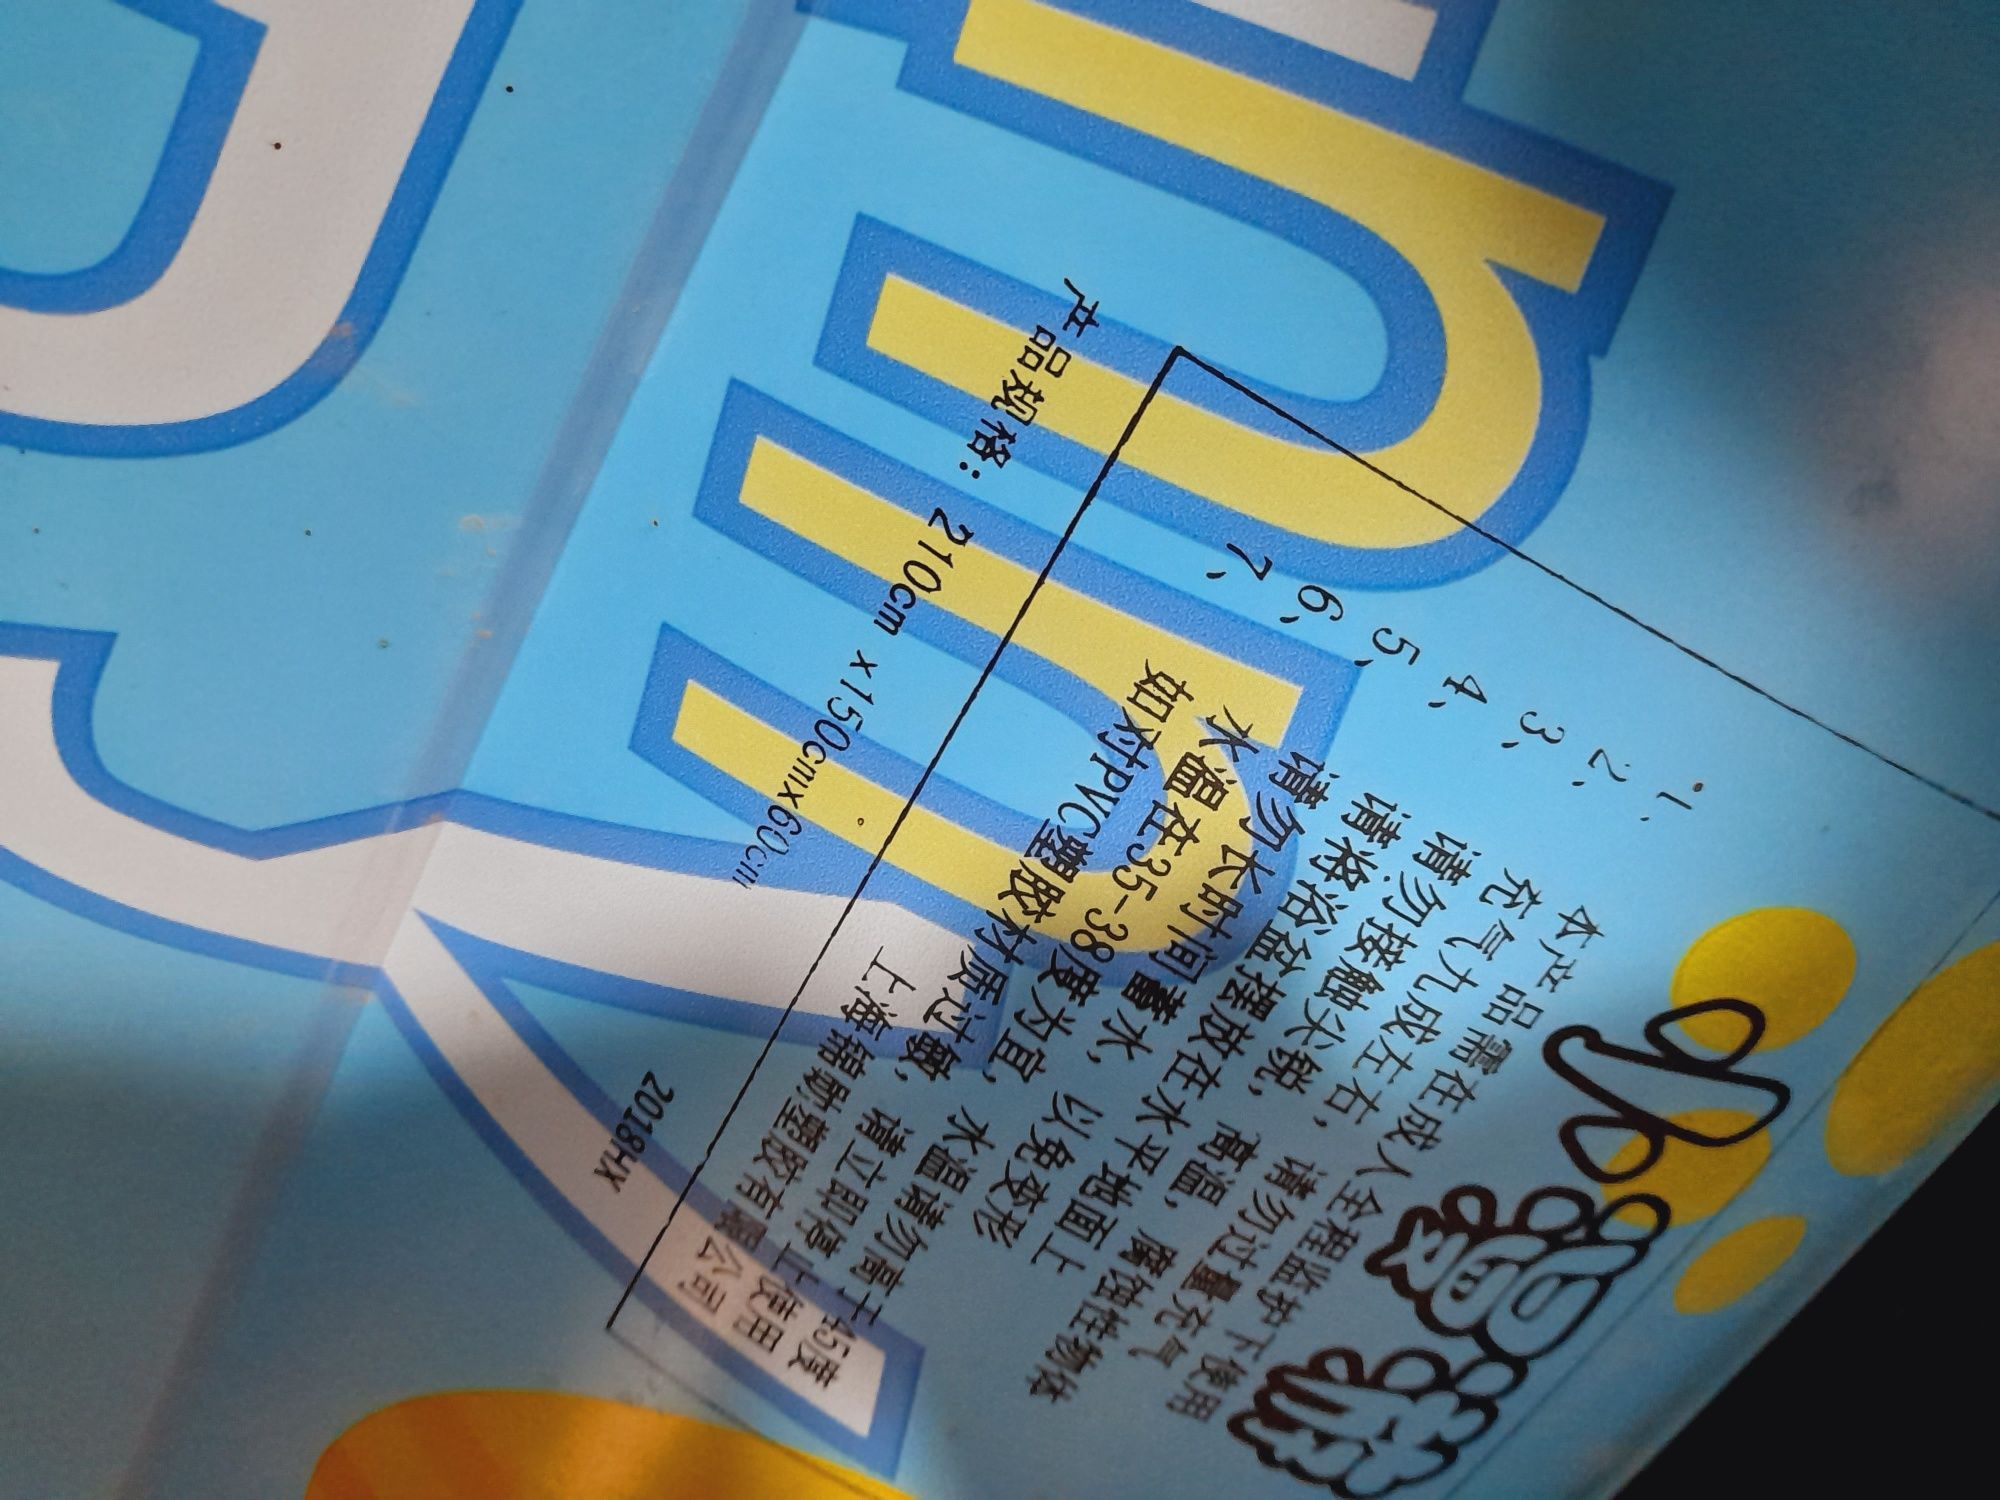 小提示
1、本产品需在成人全程监护下使用
2、充气九成左右，请勿过量充气
3、请勿接触尖锐，高温，腐蚀性物体
4、请将浴盆摆放在水平地面上
5、请勿长时间蓄水，以免变形
6、水温在35-38度为宜，水温请勿高于45度
7、如对PVC塑胶材质过敏，请立即停止使用
上海锦励塑胶有限公司
产品规格：210cm x150cmx60cm
2018HX